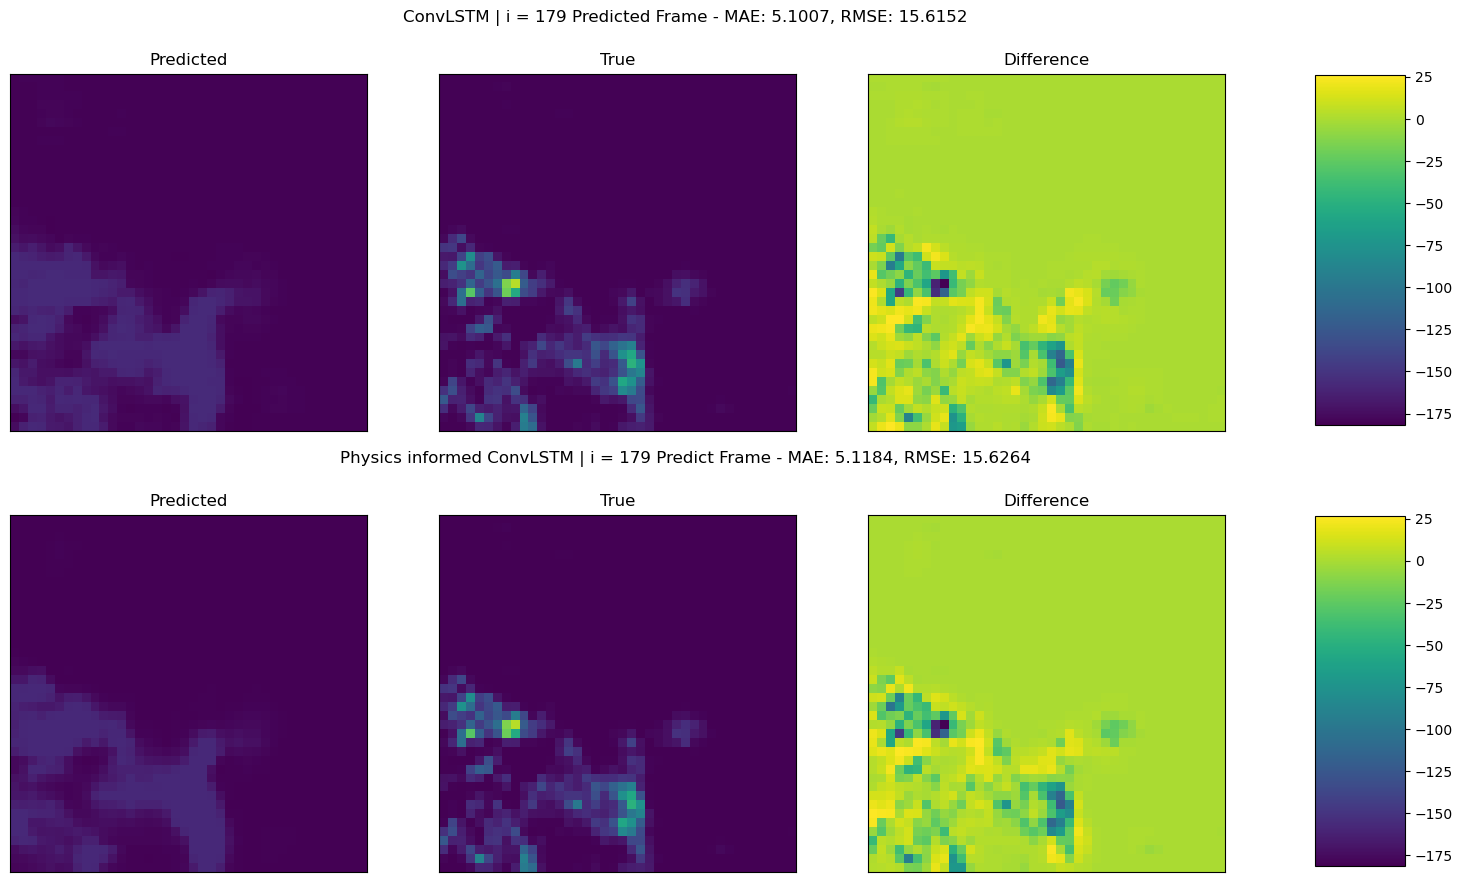 ConvLSTM | i = 179 Predicted Frame - MAE: 5.1007, RMSE: 15.6152
Predicted
True
Difference
25
0
−25
−50
−75
−100
−125
−150
−175
Physics informed ConvLSTM | i = 179 Predict Frame - MAE: 5.1184, RMSE: 15.6264
Predicted
True
Difference
25
0
−25
−50
−75
−100
−125
−150
−175